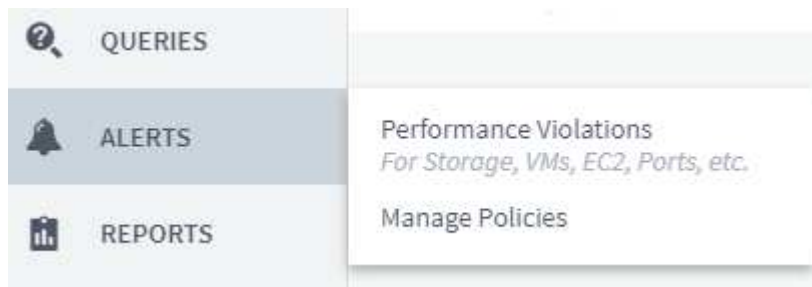 QUERIES
ALERTS
Performance Violations
For Storage, VMs, EC2, Ports, etc.
Manage Policies
REPORTS